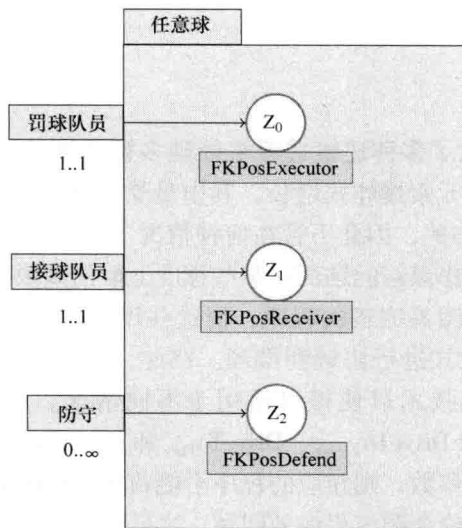 任意球
罚球队员
Z0
FKPosExecutor
1..1
接球队员
Z1
FKPosReceiver
1..1
防守
Z2
FKPosDefend
0..∞